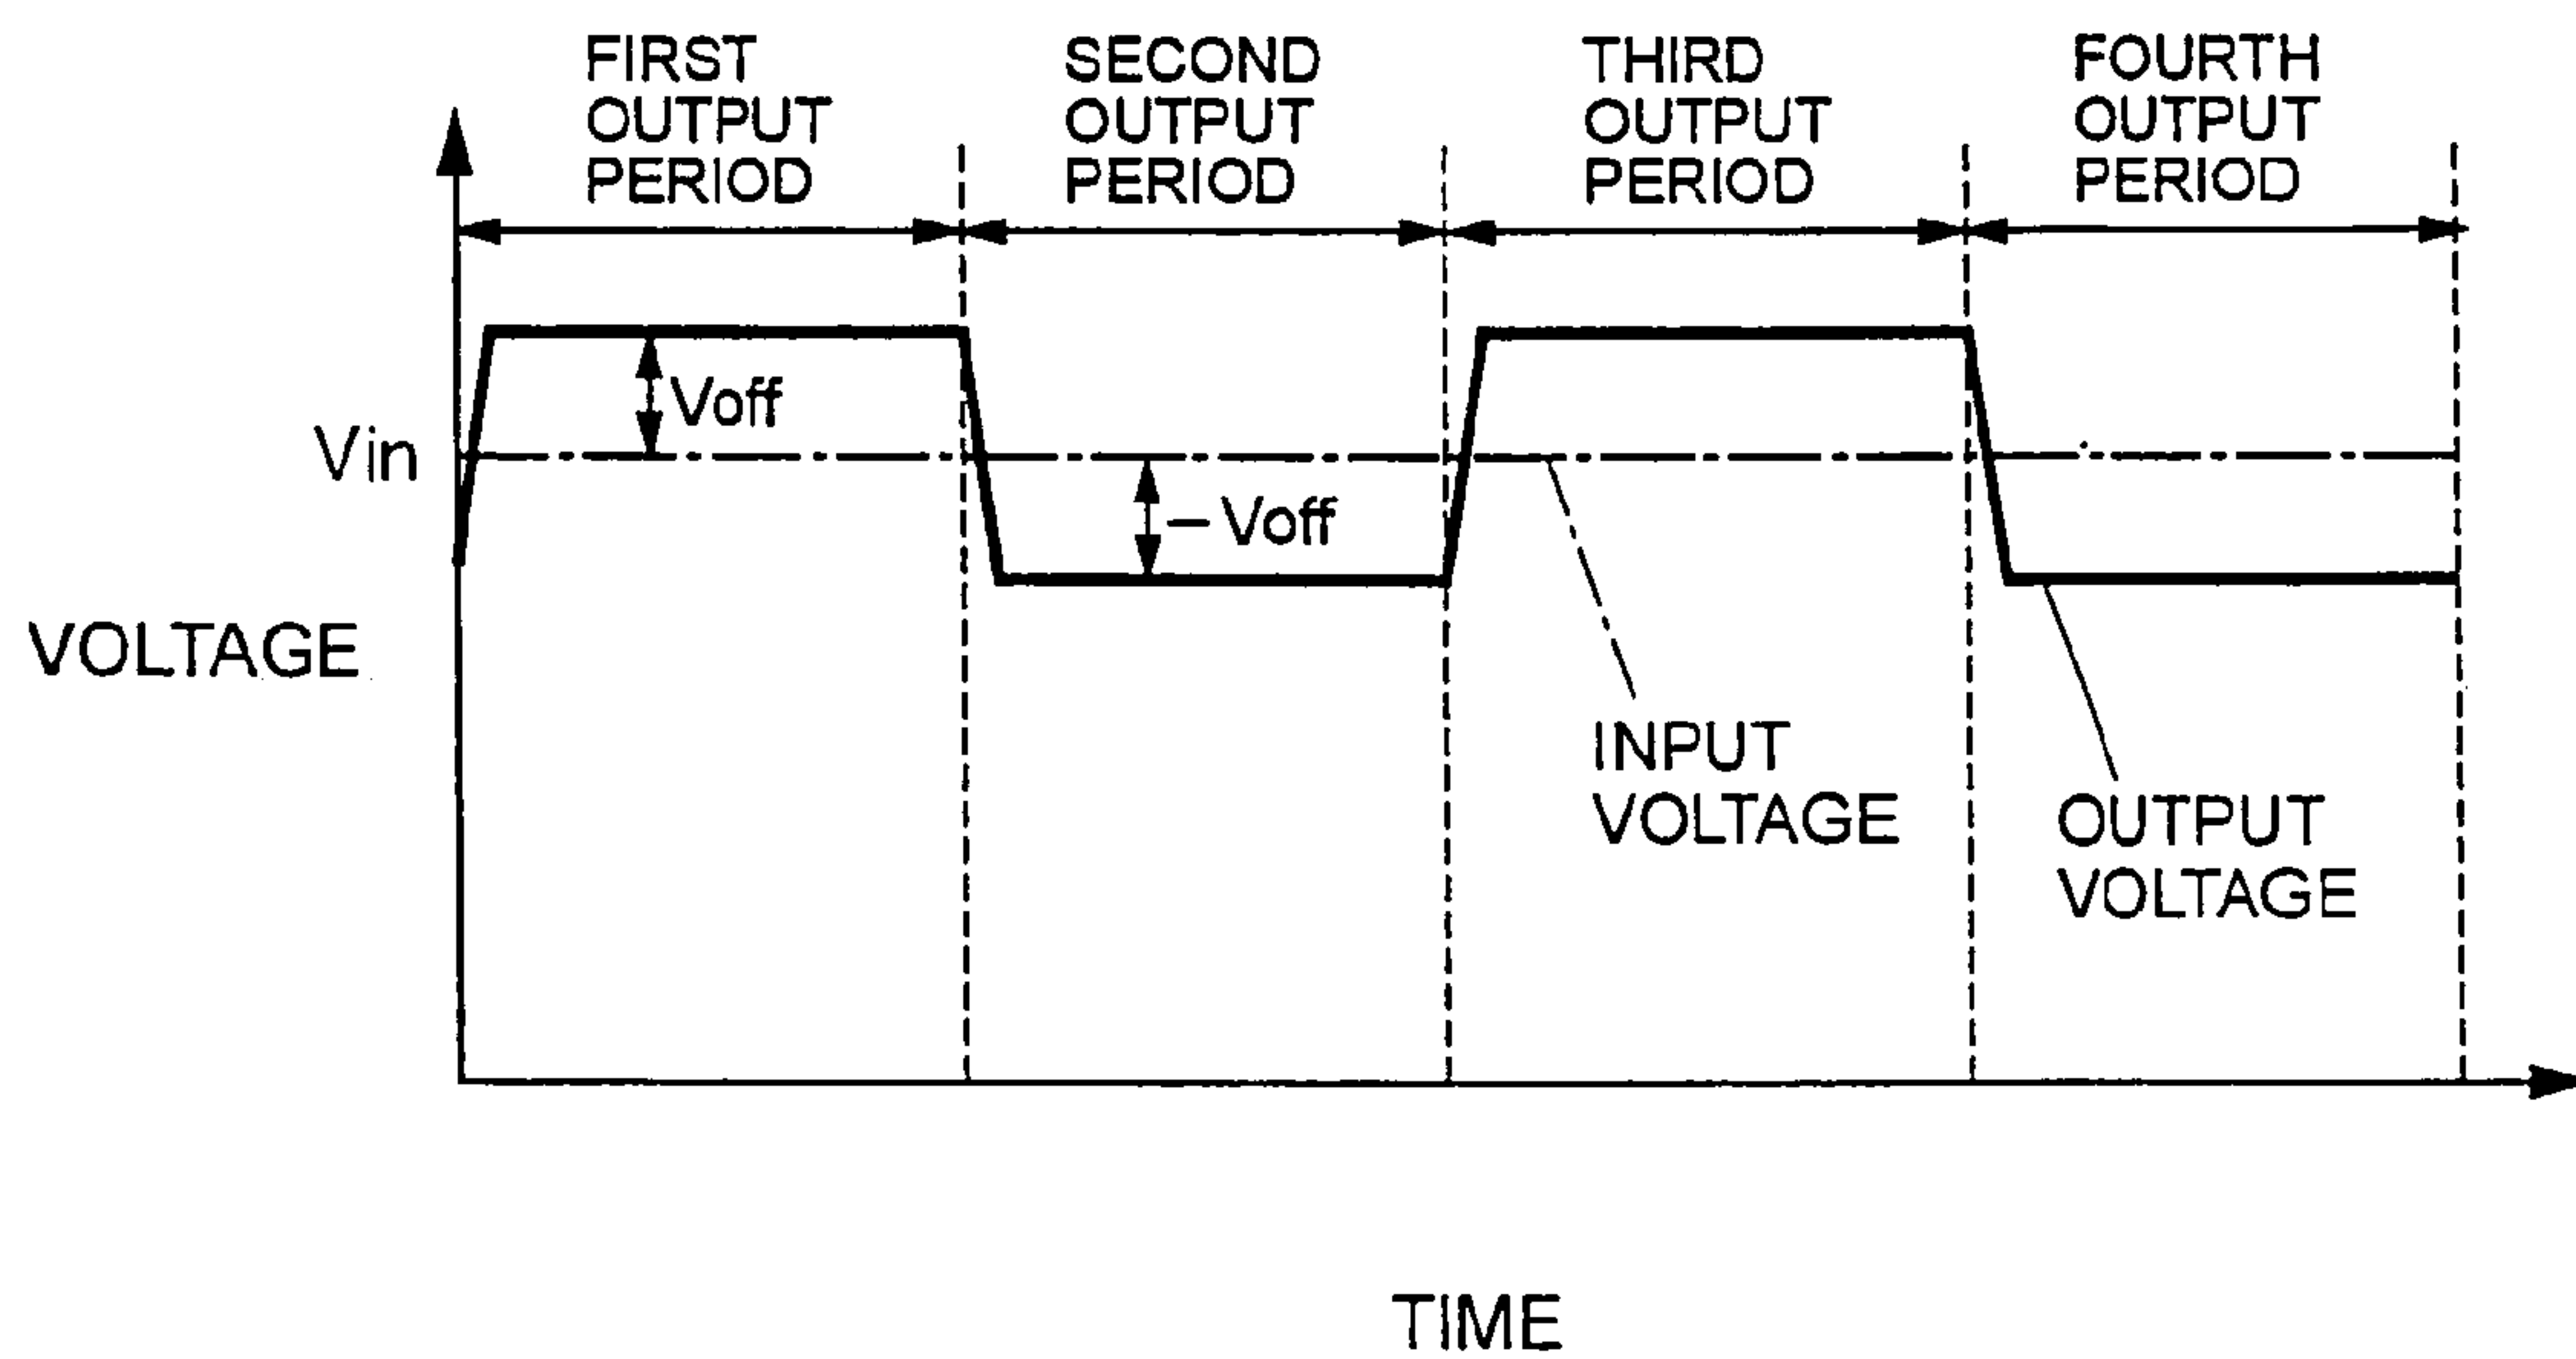 FIRST
OUTPUT
PERIOD
SECOND
OUTPUT
PERIOD
THIRD
OUTPUT
PERIOD
FOURTH
OUTPUT
PERIOD
Voff
Vin
– Voff
VOLTAGE
INPUT
VOLTAGE
OUTPUT
VOLTAGE
TIME